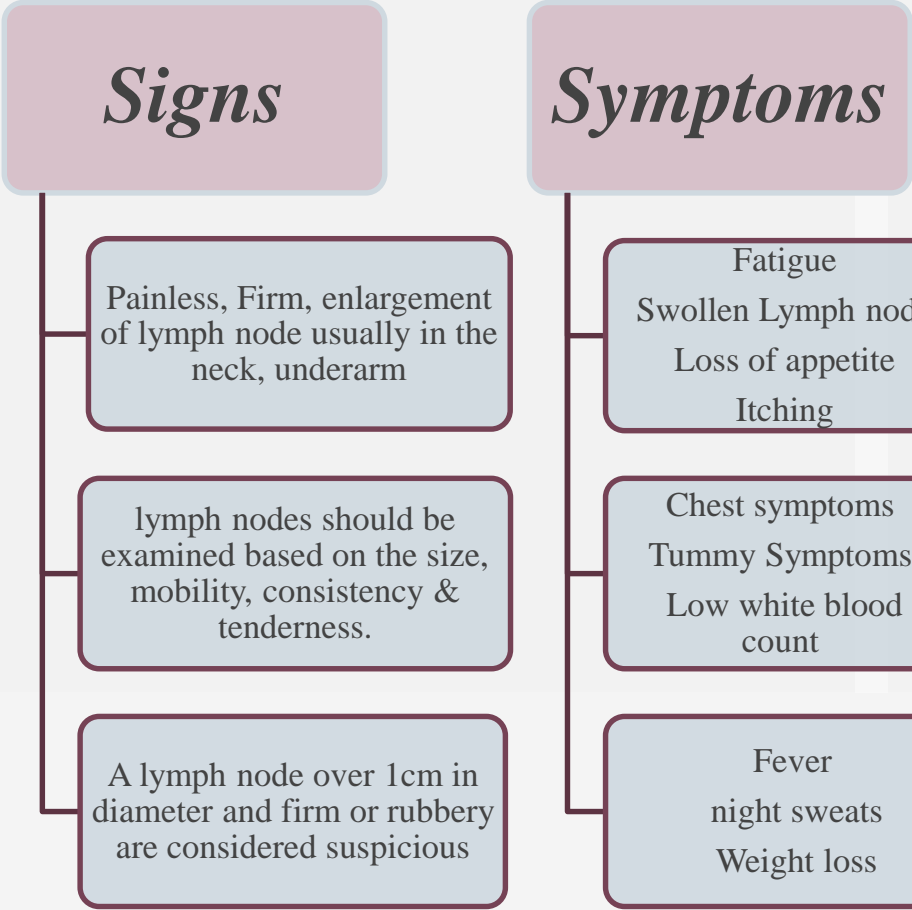 Signs
Painless, Firm, enlargement
of lymph node usually in the
neck, underarm
lymph nodes should be
examined based on the size,
mobility, consistency &
tenderness.
A lymph node over 1cm in
diameter and firm or rubbery
are considered suspicious
Symptoms
Fatigue
Swollen Lymph
Loss of appetite
Itching
Chest symptoms
Tummy Symptoms
Low white blood
count
Fever
night sweats
Weight loss